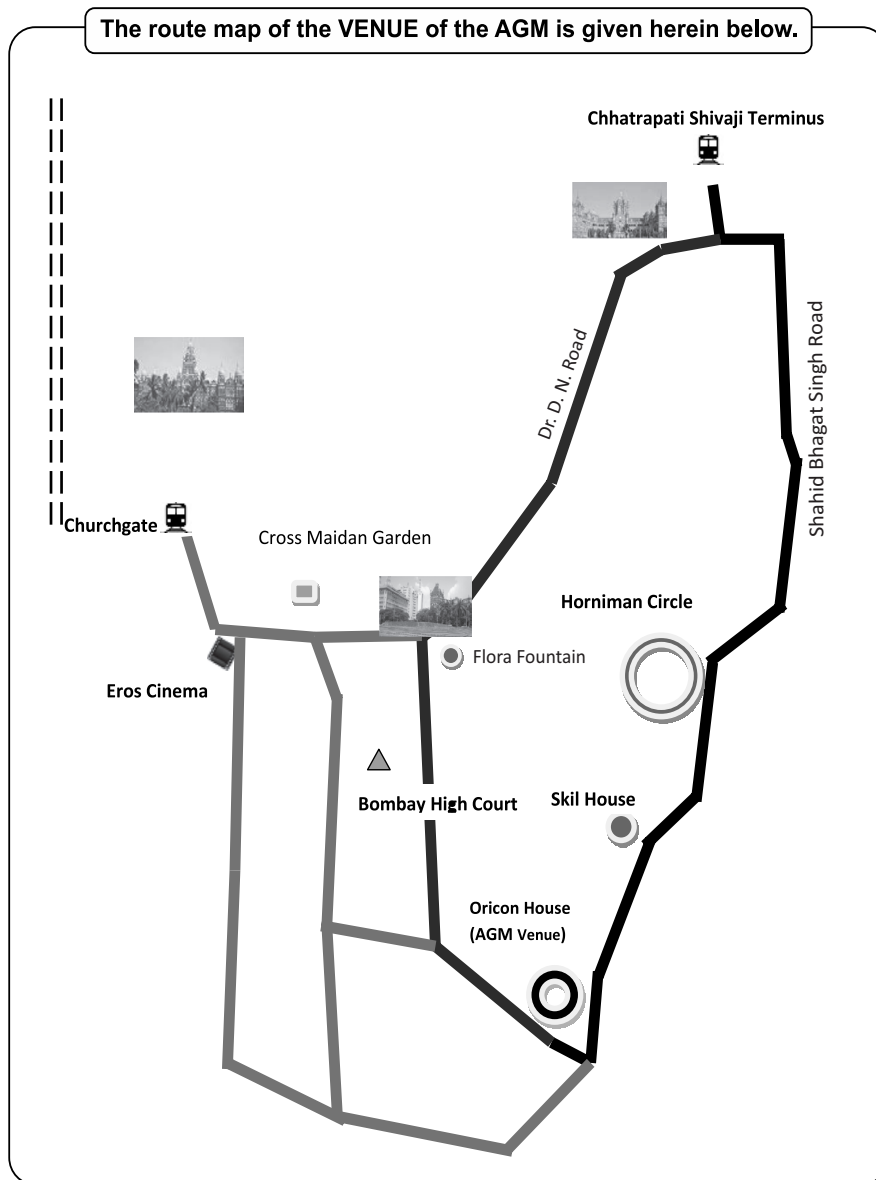 The route map of the VENUE of the AGM is given herein below.
Chhatrapati Shivaji Terminus
Dr. D. N. Road
Shahid Bhagat Singh Road
Churchgate
Cross Maidan Garden
Horniman Circle
Flora Fountain
Eros Cinema
Bombay High Court
Skil House
Oricon House
(AGM Venue)